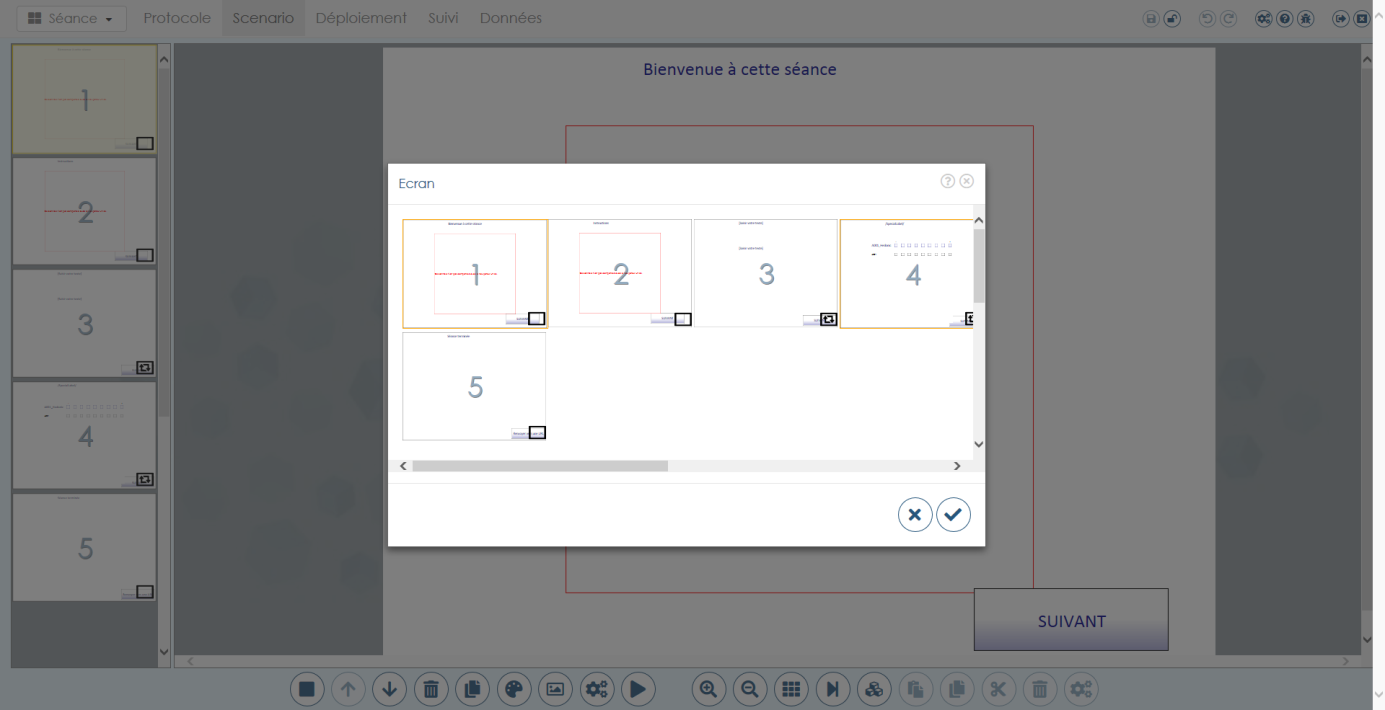 Séance
Protocole
Scenario
Déploiement
Suivi
Données
Bienvenue à cette séance
1
2
3
4
5
Ecran
1
2
3
4
5
SUIVANT